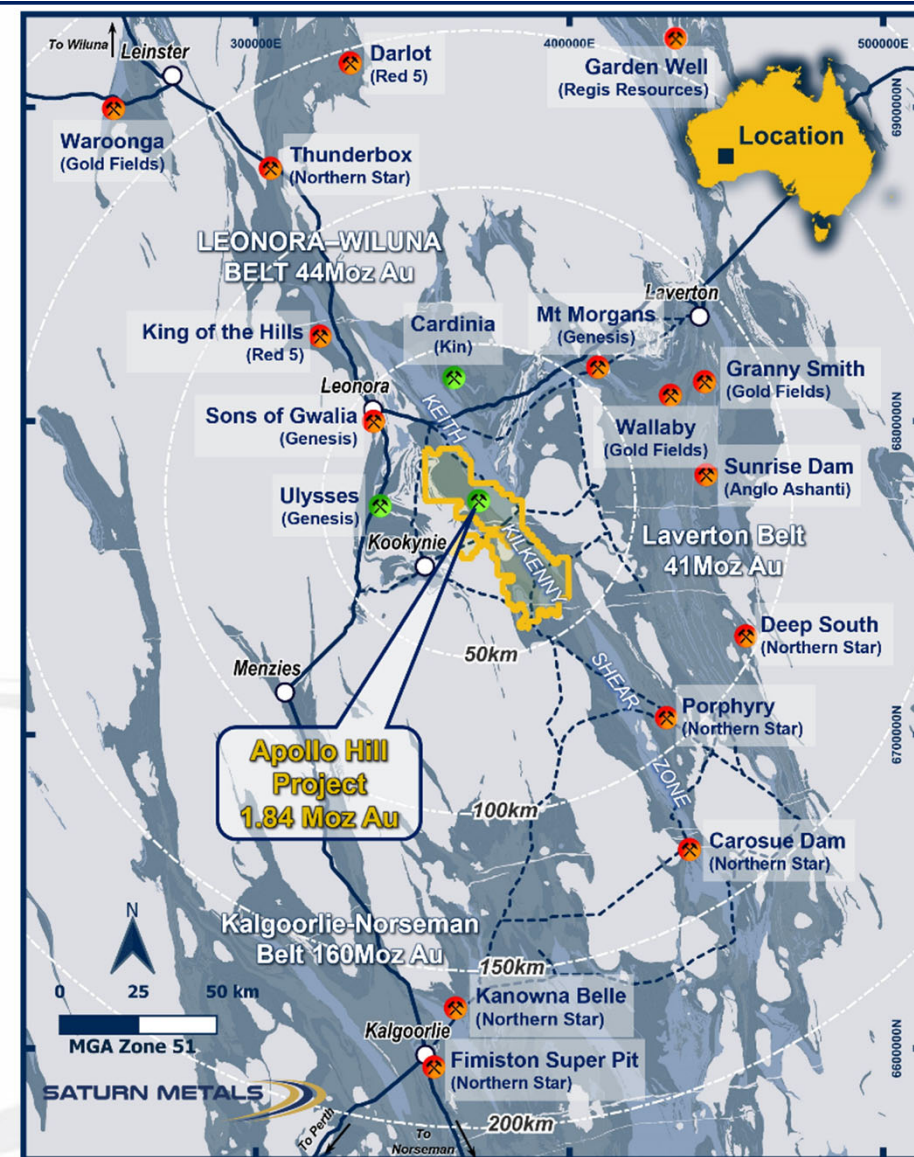 300000E
400000E
500000E
To Wiluna
Leinster
Darlot
(Red 5)
Garden Well
(Regis Resources)
6900000N
Waroonga
(Gold Fields)
Location
Thunderbox
(Northern Star)
LEONORA–WILUNA
BELT 44Moz Au
Laverton
King of the Hills
(Red 5)
Cardinia
(Kin)
Mt Morgans
(Genesis)
Granny Smith
(Gold Fields)
Leonora
Sons of Gwalia
(Genesis)
KEITH
Wallaby
(Gold Fields)
6800000N
Sunrise Dam
(Anglo Ashanti)
Ulysses
(Genesis)
Kookynie
KILKENNY
Laverton Belt
41Moz Au
Deep South
(Northern Star)
50km
Menzies
SHEAR
Porphyry
(Northern Star)
6700000N
Apollo Hill
Project
1.84 Moz Au
ZONE
100km
Carosue Dam
(Northern Star)
N
Kalgoorlie-Norseman
Belt 160Moz Au
150km
0 25 50 km
MGA Zone 51
Kanowna Belle
(Northern Star)
Kalgoorlie
6600000N
Fimiston Super Pit
(Northern Star)
SATURN METALS
200km
To Perth
To
Norseman